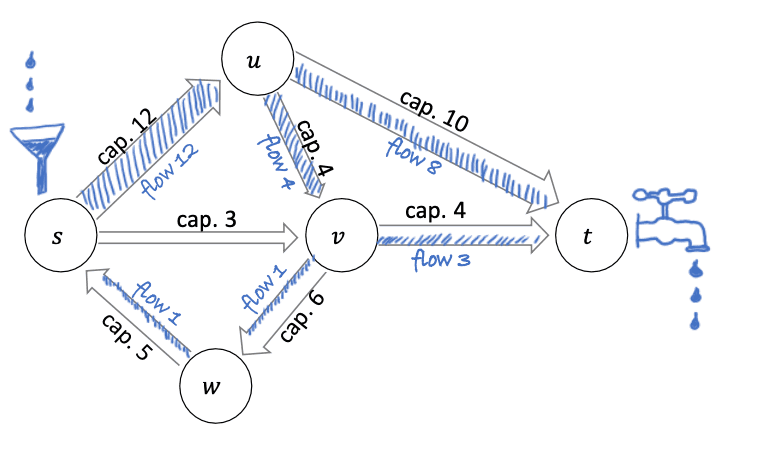 u
cap. 12
flow 12
cap. 4
flow 4
cap. 10
flow 8
s
cap. 3
v
cap. 4
flow 3
t
flow 1
cap. 5
flow 1
cap. 6
w